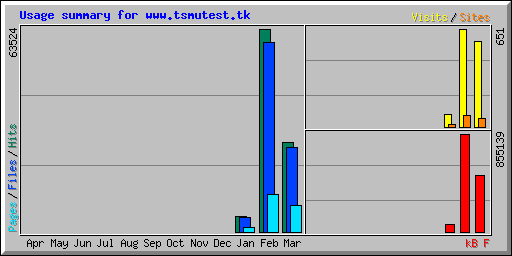 Usage summary for www.tsmutest.tk
Visits / Sites
63524
651
Pages / Files / Hits
855139
Apr May Jun Jul Aug Sep Oct Nov Dec Jan Feb Mar
kB F